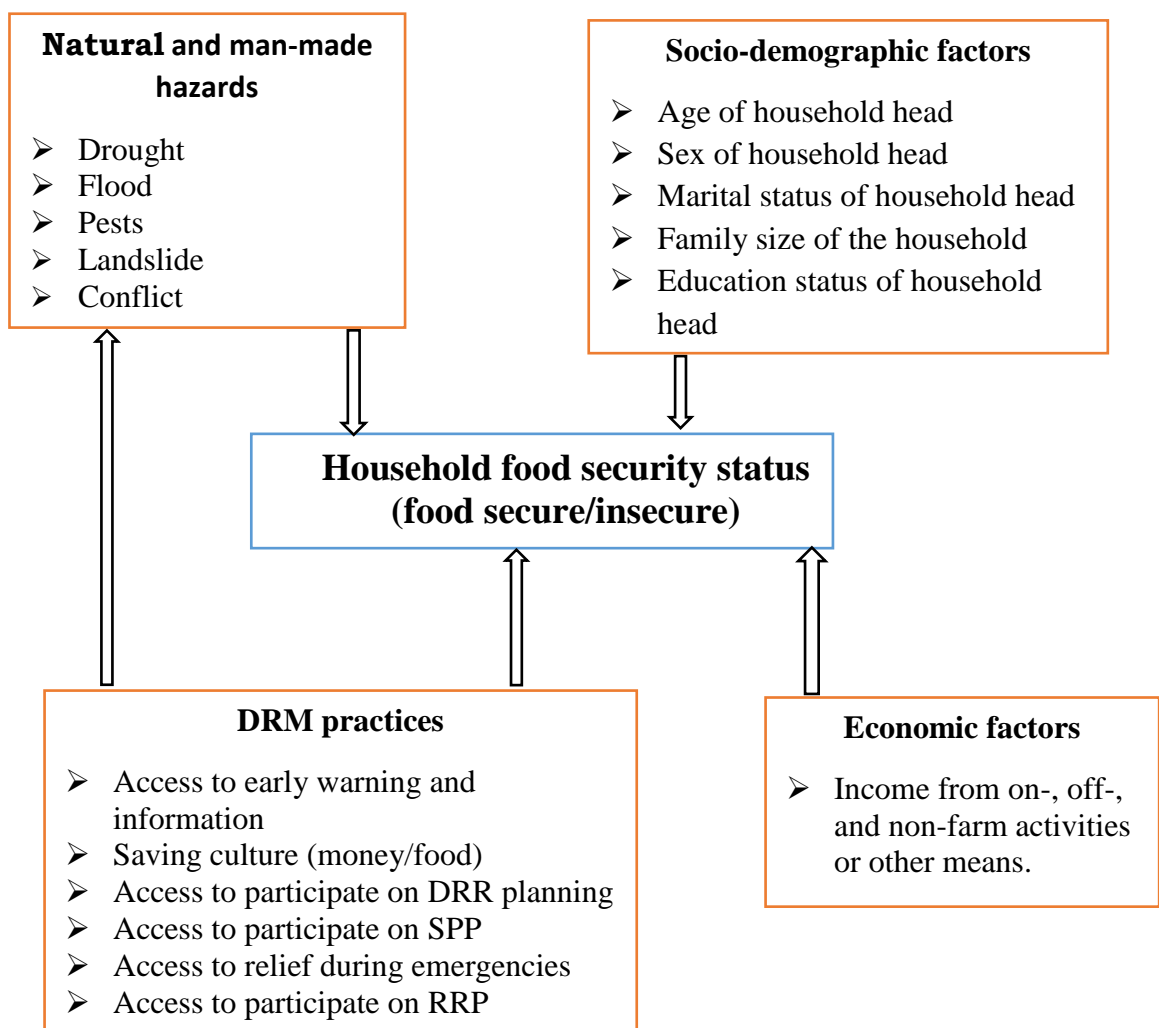 Natural and man-made
hazards
➢ Drought
➢ Flood
➢ Pests
➢ Landslide
➢ Conflict
Socio-demographic factors
➢ Age of household head
➢ Sex of household head
➢ Marital status of household head
➢ Family size of the household
➢ Education status of household
head
Household food security status
(food secure/insecure)
DRM practices
➢ Access to early warning and
information
➢ Saving culture (money/food)
➢ Access to participate on DRR planning
➢ Access to participate on SPP
➢ Access to relief during emergencies
➢ Access to participate on RRP
Economic factors
➢ Income from on-, off-,
and non-farm activities
or other means.